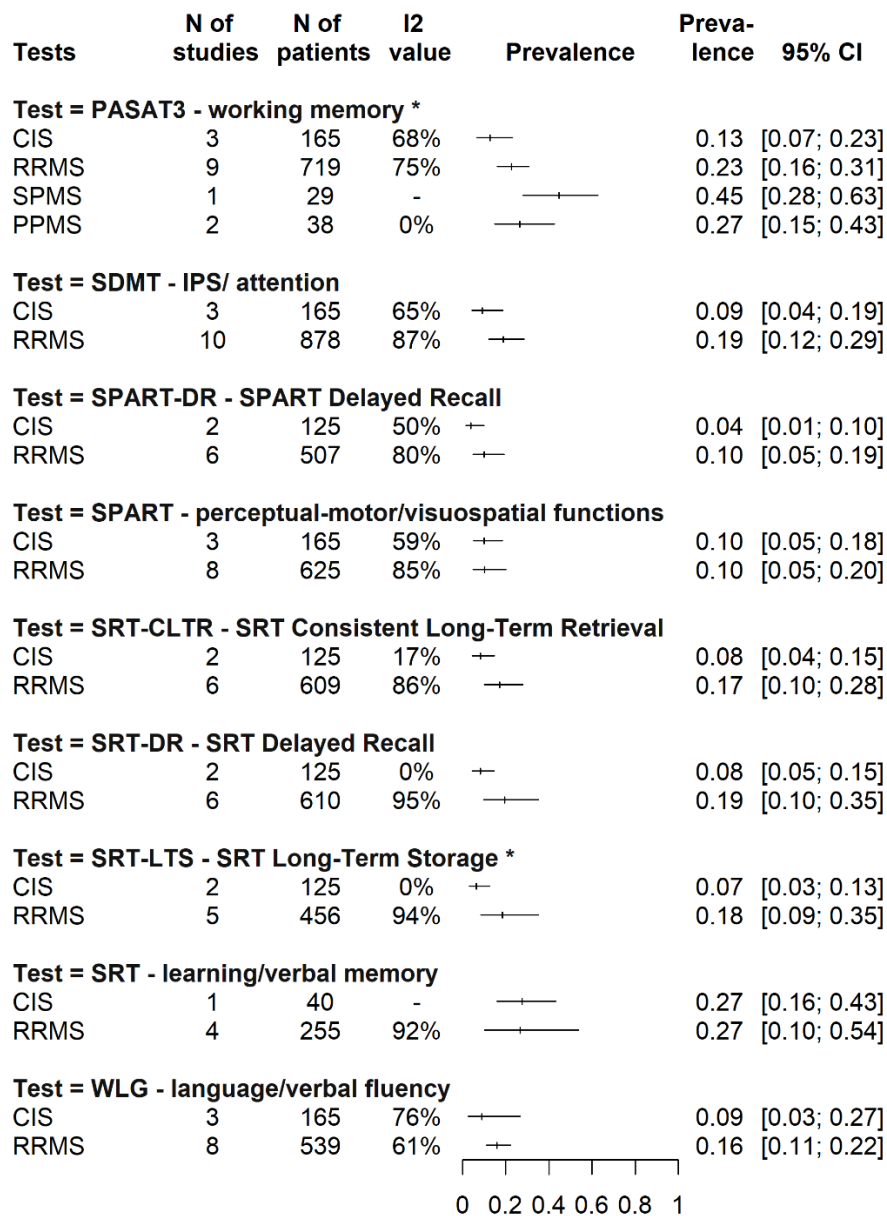 N of N of I2 Preva-
Tests studies patients value Prevalence lence 95% CI
Test = PASAT3 - working memory *
CIS 3 165 68% 0.13 [0.07; 0.23]
RRMS 9 719 75% 0.23 [0.16; 0.31]
SPMS 1 29 - 0.45 [0.28; 0.63]
PPMS 2 38 0% 0.27 [0.15; 0.43]
Test = SDMT - IPS/ attention
CIS 3 165 65% 0.09 [0.04; 0.19]
RRMS 10 878 87% 0.19 [0.12; 0.29]
Test = SPART-DR - SPART Delayed Recall
CIS 2 125 50% 0.04 [0.01; 0.10]
RRMS 6 507 80% 0.10 [0.05; 0.19]
Test = SPART - perceptual-motor/visuospatial functions
CIS 3 165 59% 0.10 [0.05; 0.18]
RRMS 8 625 85% 0.10 [0.05; 0.20]
Test = SRT-CLTR - SRT Consistent Long-Term Retrieval
CIS 2 125 17% 0.08 [0.04; 0.15]
RRMS 6 609 86% 0.17 [0.10; 0.28]
Test = SRT-DR - SRT Delayed Recall
CIS 2 125 0% 0.08 [0.05; 0.15]
RRMS 6 610 95% 0.19 [0.10; 0.35]
Test = SRT-LTS - SRT Long-Term Storage *
CIS 2 125 0% 0.07 [0.03; 0.13]
RRMS 5 456 94% 0.18 [0.09; 0.35]
Test = SRT - learning/verbal memory
CIS 1 40 - 0.27 [0.16; 0.43]
RRMS 4 255 92% 0.27 [0.10; 0.54]
Test = WLG - language/verbal fluency
CIS 3 165 76% 0.09 [0.03; 0.27]
RRMS 8 539 61% 0.16 [0.11; 0.22]
0 0.2 0.4 0.6 0.8 1